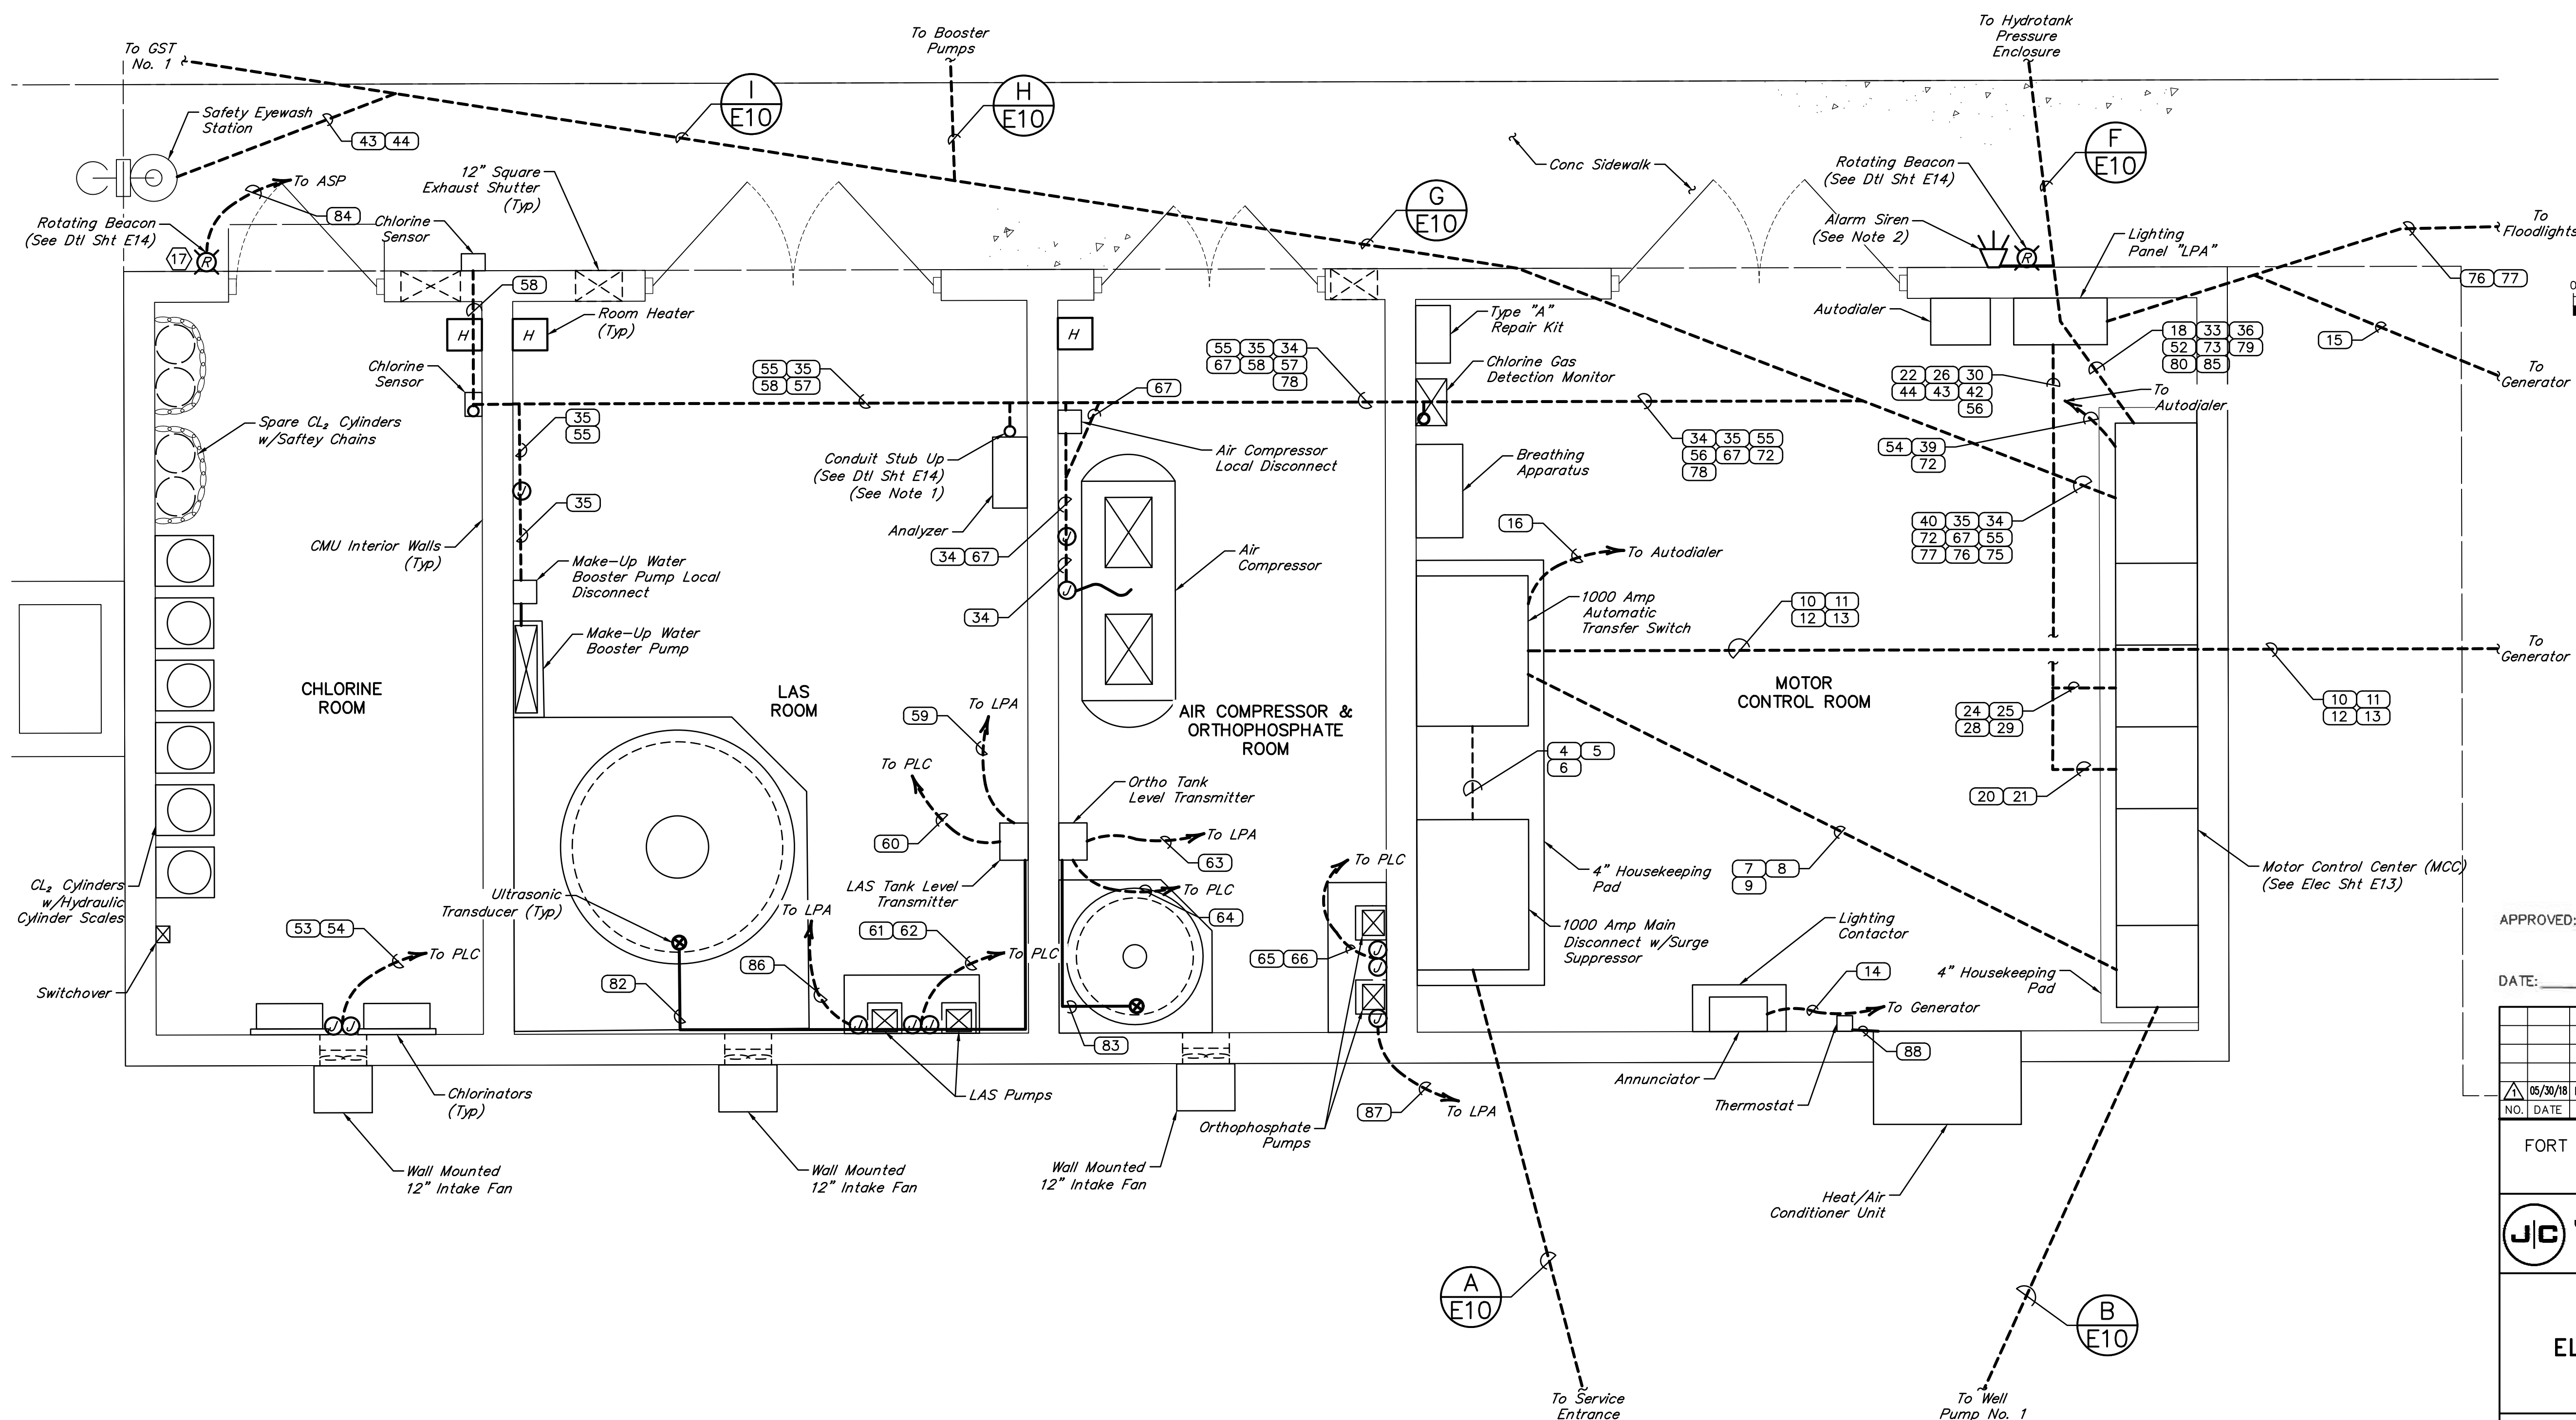 To GST
No. 1
To Booster
Pumps
To Hydrotank
Pressure
Enclosure
I
E10
H
E10
G
E10
F
E10
Safety Eyewash
Station
43 44
To ASP
84
Rotating Beacon
(See Dtl Sht E14)
17
R
Chlorine
Sensor
12" Square
Exhaust Shutter
(Typ)
Conc Sidewalk
Rotating Beacon
(See Dtl Sht E14)
Alarm Siren
(See Note 2)
R
Lighting
Panel "LPA"
To
Floodlights
76 77
58
H
H
H
Room Heater
(Typ)
Chlorine
Sensor
55 35
58 57
55 35 34
67 58 57
78
67
Type "A"
Repair Kit
Chlorine Gas
Detection Monitor
Autodialer
18 33 36
52 73 79
80 85
15
To
Generator
22 26 30
44 43 42
56
To
Autodialer
54 39
72
35
55
Spare CL₂ Cylinders
w/Saftey Chains
Conduit Stub Up
(See Dtl Sht E14)
(See Note 1)
Analyzer
Air Compressor
Local Disconnect
Breathing
Apparatus
34 35 55
56 67 72
78
J
35
CMU Interior Walls
(Typ)
Make-Up Water
Booster Pump Local
Disconnect
34 67
J
Air
Compressor
34
J
16
To Autodialer
40 35 34
72 67 55
77 76 75
1000 Amp
Automatic
Transfer Switch
10 11
12 13
To
Generator
10 11
12 13
Make-Up Water
Booster Pump
CHLORINE
ROOM
LAS
ROOM
AIR COMPRESSOR &
ORTHOPHOSPHATE
ROOM
MOTOR
CONTROL ROOM
24 25
28 29
20 21
59
To LPA
To PLC
60
4 5
6
Ortho Tank
Level Transmitter
To LPA
63
To PLC
64
To PLC
7 8
9
4" Housekeeping
Pad
Motor Control Center (MCC)
(See Elec Sht E13)
CL₂ Cylinders
w/Hydraulic
Cylinder Scales
Ultrasonic
Transducer (Typ)
LAS Tank Level
Transmitter
To LPA
61 62
To PLC
53 54
To PLC
Switchover
82
86
65 66
1000 Amp Main
Disconnect w/Surge
Suppressor
Lighting
Contactor
14
To Generator
4" Housekeeping
Pad
APPROVED:
DATE:
J J
J
J J
J
J
J
83
88
Chlorinators
(Typ)
LAS Pumps
Orthophosphate
Pumps
87
To LPA
Annunciator
Thermostat
1 05/30/18
NO. DATE
FORT
Wall Mounted
12" Intake Fan
Wall Mounted
12" Intake Fan
Wall Mounted
12" Intake Fan
Heat/Air
Conditioner Unit
J|C
A
E10
B
E10
To Service
Entrance
To Well
Pump No. 1